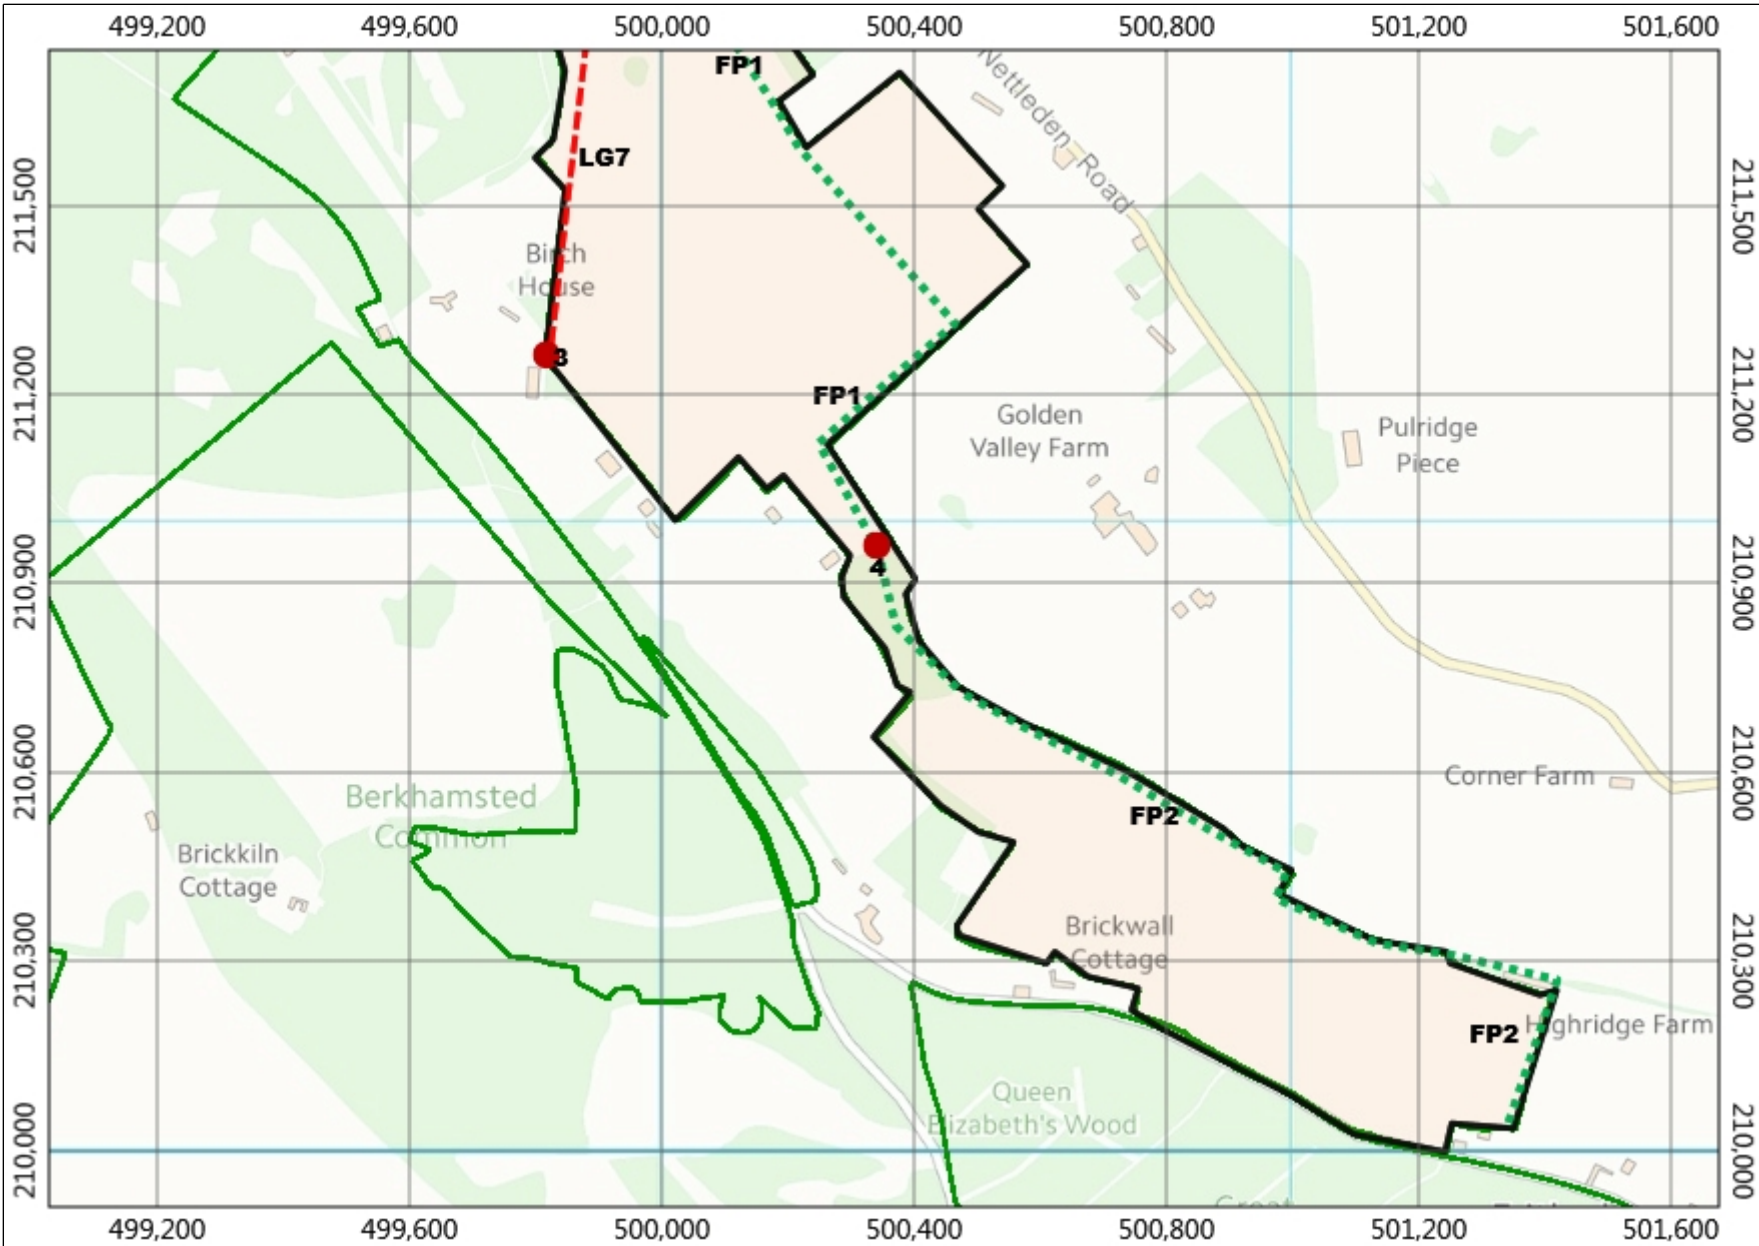 499,200 499,600 500,000 500,400 500,800 501,200 501,600
FP1
Nettleden Road
LG7
211,500
211,500
Birch
House
3
211,200
FP1
Golden
Valley Farm
Pulridge
Piece
211,200
4
210,900
210,900
210,600
Berkhamsted
Common
FP2
Corner Farm
210,600
Brickkiln
Cottage
Brickwall
Cottage
210,300
210,300
FP2
Highridge Farm
Queen
Elizabeth's Wood
210,000
210,000
Great
499,200 499,600 500,000 500,400 500,800 501,200 501,600